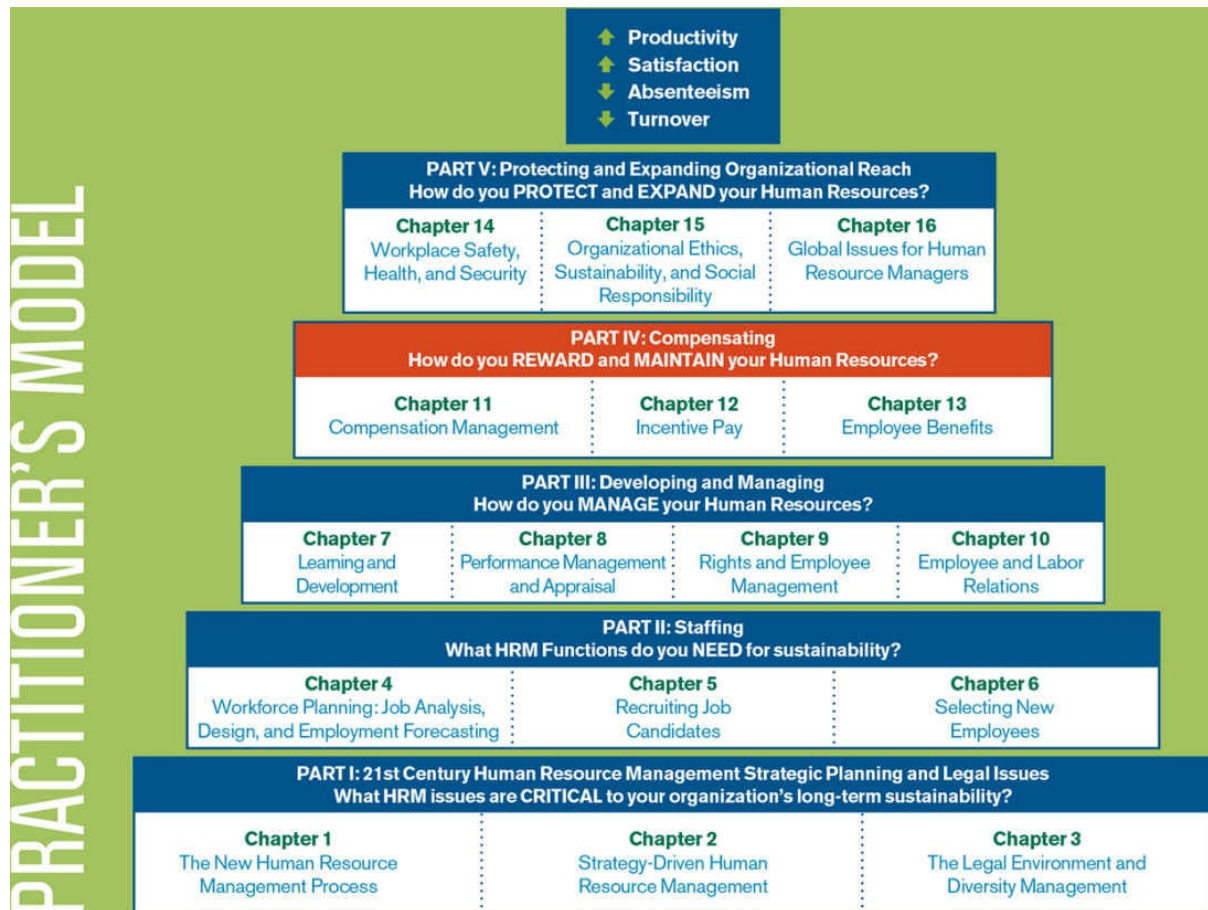 PRACTITIONER'S MODEL
Productivity
Satisfaction
Absenteeism
Turnover
PART V: Protecting and Expanding Organizational Reach
How do you PROTECT and EXPAND your Human Resources?
Chapter 14
Workplace Safety,
Health, and Security
Chapter 15
Organizational Ethics,
Sustainability, and Social
Responsibility
Chapter 16
Global Issues for Human
Resource Managers
PART IV: Compensating
How do you REWARD and MAINTAIN your Human Resources?
Chapter 11
Compensation Management
Chapter 12
Incentive Pay
Chapter 13
Employee Benefits
PART III: Developing and Managing
How do you MANAGE your Human Resources?
Chapter 7
Learning and
Development
Chapter 8
Performance Management
and Appraisal
Chapter 9
Rights and Employee
Management
Chapter 10
Employee and Labor
Relations
PART II: Staffing
What HRM Functions do you NEED for sustainability?
Chapter 4
Workforce Planning: Job Analysis,
Design, and Employment Forecasting
Chapter 5
Recruiting Job
Candidates
Chapter 6
Selecting New
Employees
PART I: 21st Century Human Resource Management Strategic Planning and Legal Issues
What HRM issues are CRITICAL to your organization's long-term sustainability?
Chapter 1
The New Human Resource
Management Process
Chapter 2
Strategy-Driven Human
Resource Management
Chapter 3
The Legal Environment and
Diversity Management